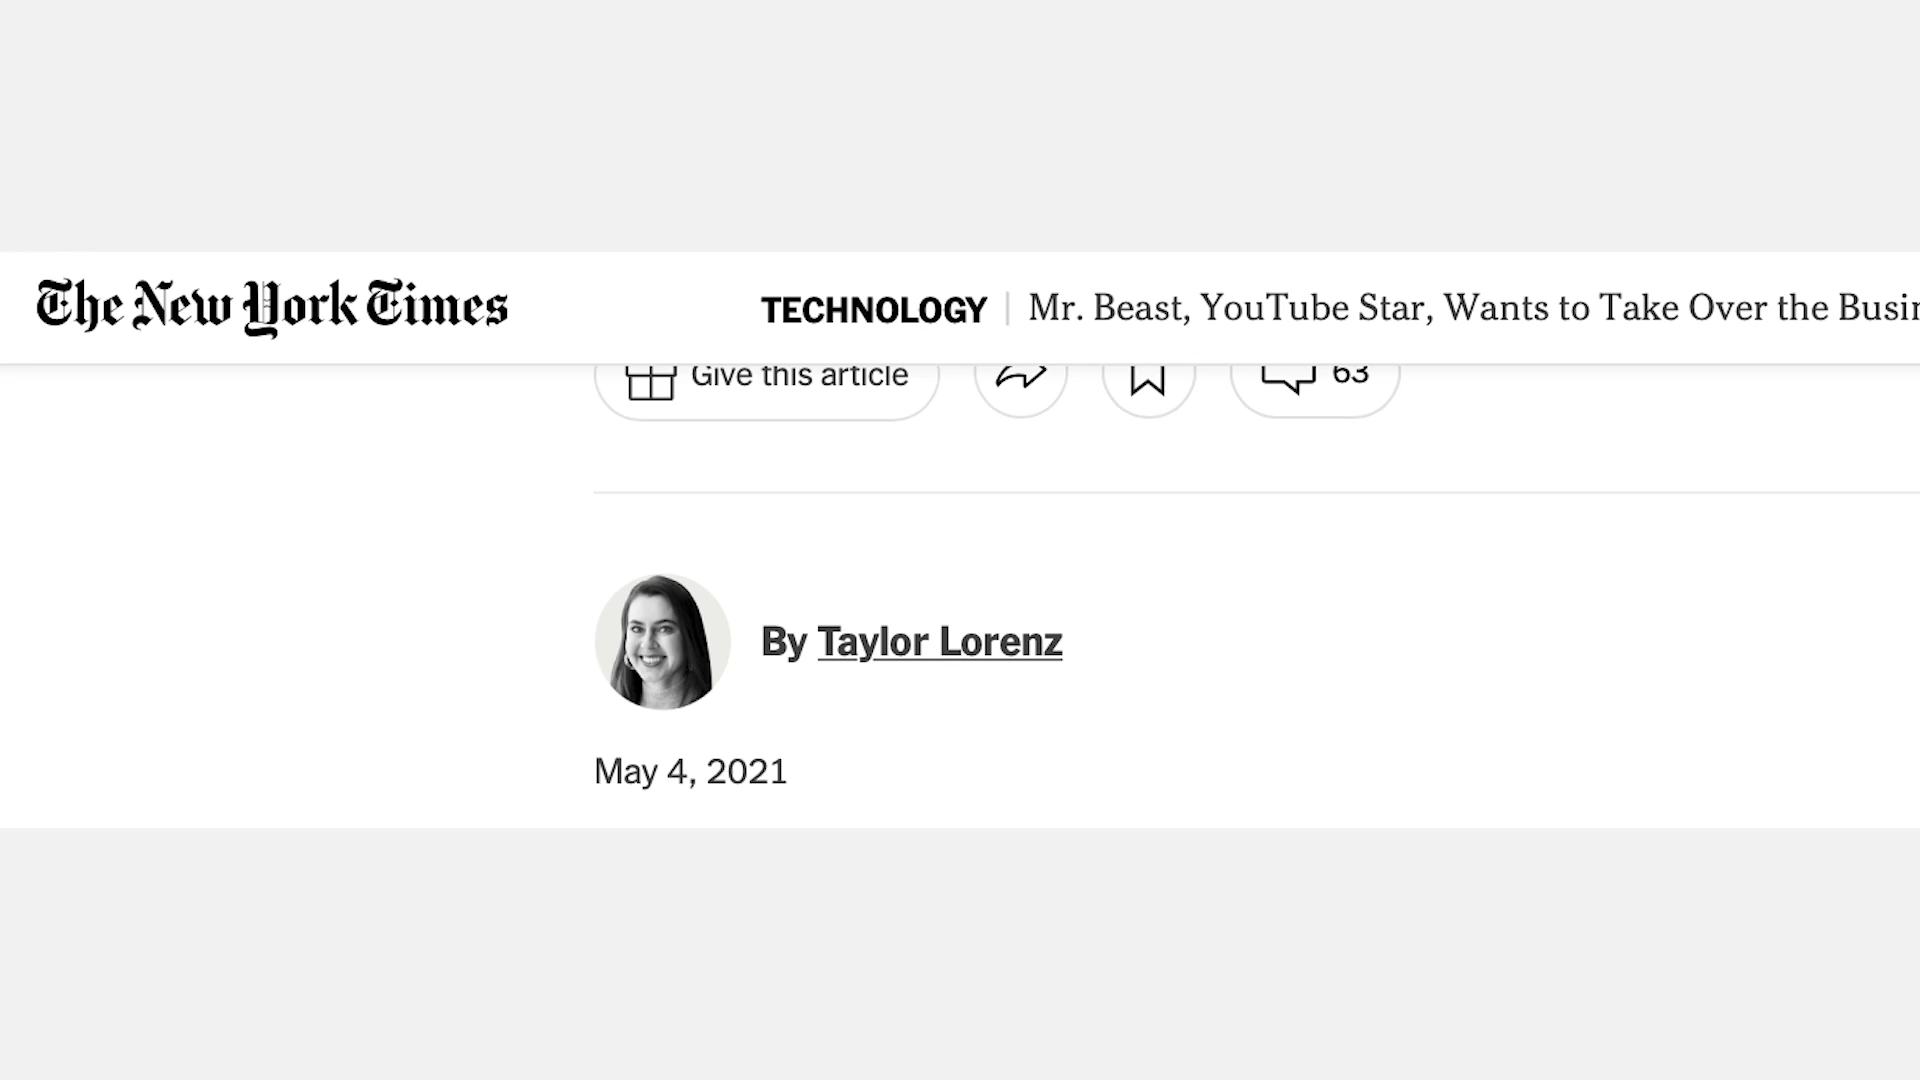 The New York Times
TECHNOLOGY | Mr. Beast, YouTube Star, Wants to Take Over the Busin
Give this article 63
By Taylor Lorenz
May 4, 2021